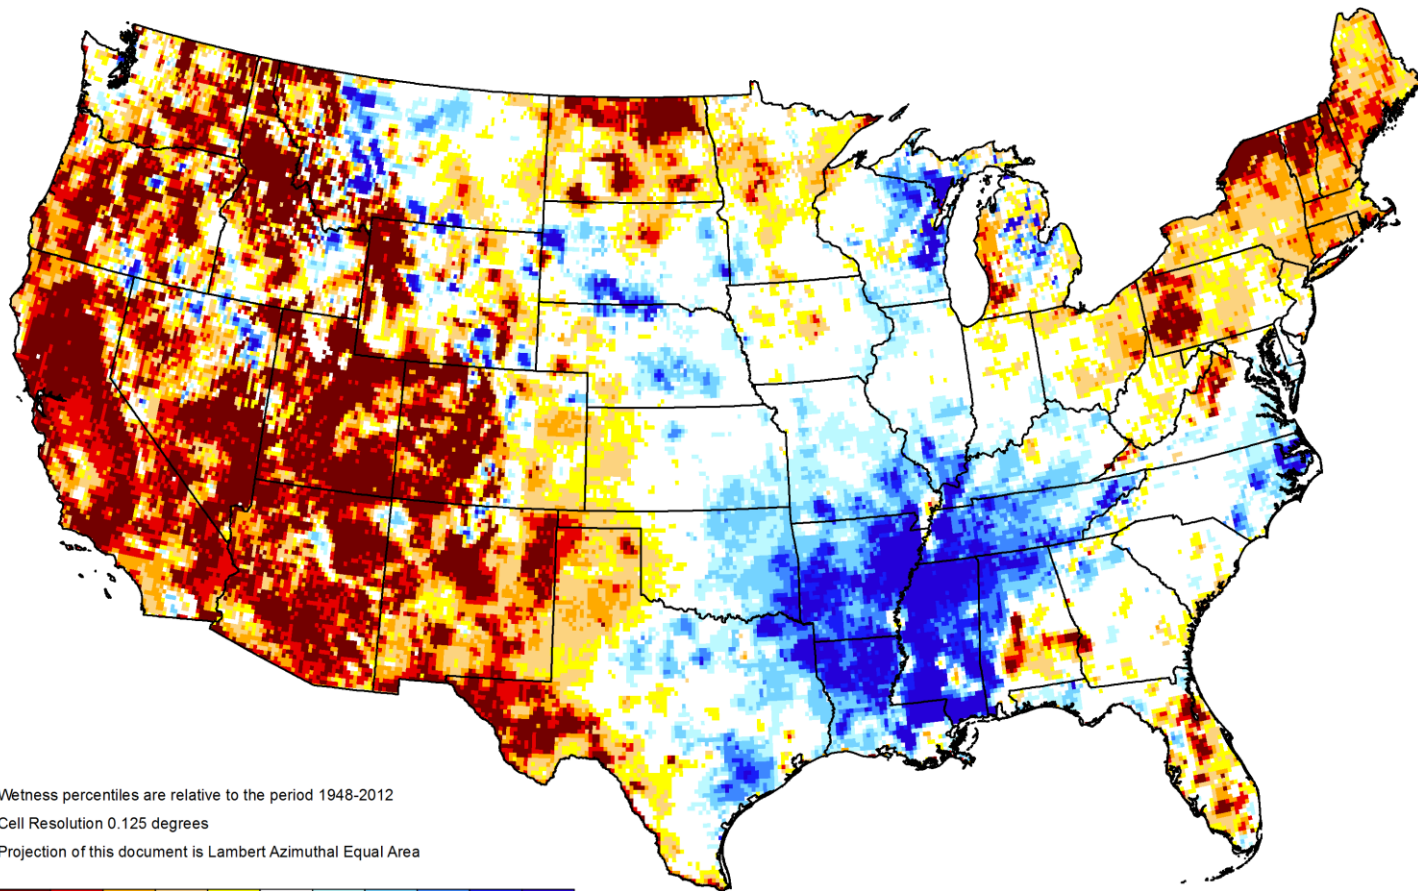 Wetness percentiles are relative to the period 1948-2012
Cell Resolution 0.125 degrees
Projection of this document is Lambert Azimuthal Equal Area